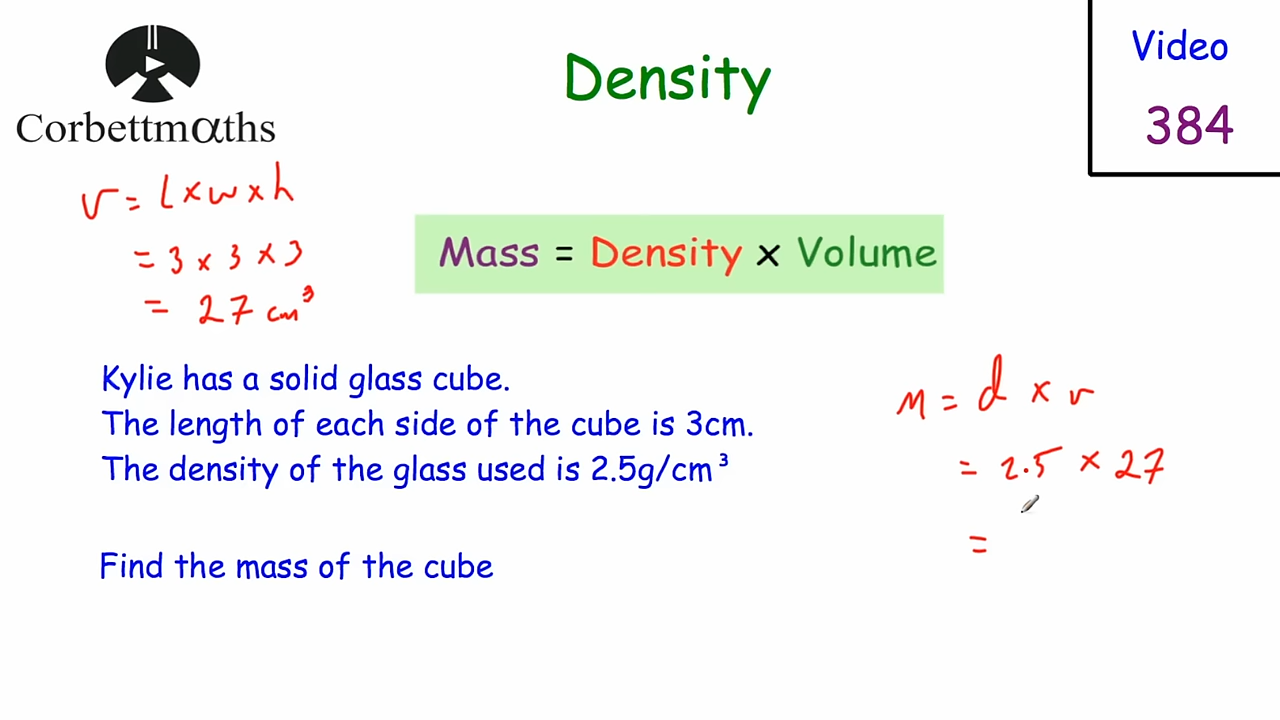 Corbettmαths
Density
Video
384
v = l × w × h
= 3 × 3 × 3
= 27 cm³
Mass = Density × Volume
Kylie has a solid glass cube.
The length of each side of the cube is 3cm.
The density of the glass used is 2.5g/cm³
Find the mass of the cube
m = d × v
= 2.5 × 27
=